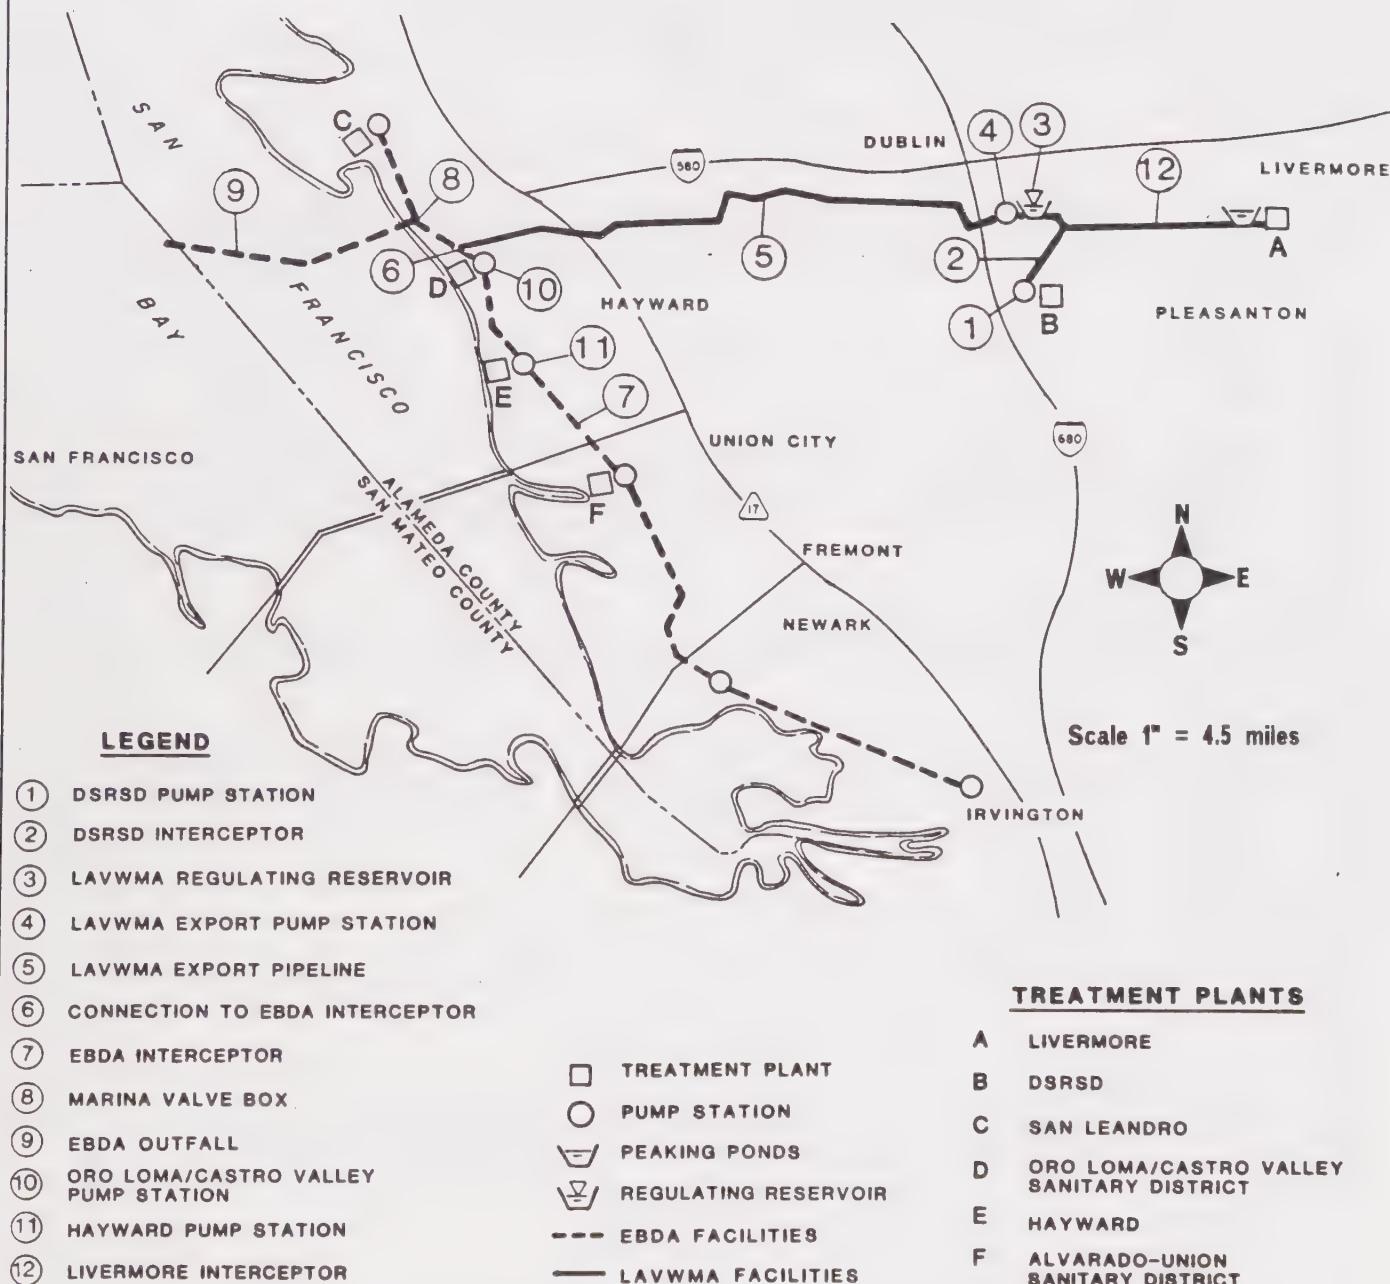 C
SAN
4
3
DUBLIN
580
12
LIVERMORE
9
8
A
5
2
6
D
10
HAYWARD
1
B
PLEASANTON
BAY
FRANCISCO
11
E
7
UNION CITY
680
SAN FRANCISCO
ALAMEDA COUNTY
SAN MATEO COUNTY
F
17
FREMONT
NEWARK
N
W E
S
Scale 1" = 4.5 miles
IRVINGTON
LEGEND
1 DSRSD PUMP STATION
2 DSRSD INTERCEPTOR
3 LAVWMA REGULATING RESERVOIR
4 LAVWMA EXPORT PUMP STATION
5 LAVWMA EXPORT PIPELINE
6 CONNECTION TO EBDA INTERCEPTOR
7 EBDA INTERCEPTOR
8 MARINA VALVE BOX
9 EBDA OUTFALL
10 ORO LOMA/CASTRO VALLEY
PUMP STATION
11 HAYWARD PUMP STATION
12 LIVERMORE INTERCEPTOR
TREATMENT PLANT
PUMP STATION
PEAKING PONDS
REGULATING RESERVOIR
EBDA FACILITIES
LAVWMA FACILITIES
TREATMENT PLANTS
A LIVERMORE
B DSRSD
C SAN LEANDRO
D ORO LOMA/CASTRO VALLEY
SANITARY DISTRICT
E HAYWARD
F ALVARADO-UNION
SANITARY DISTRICT